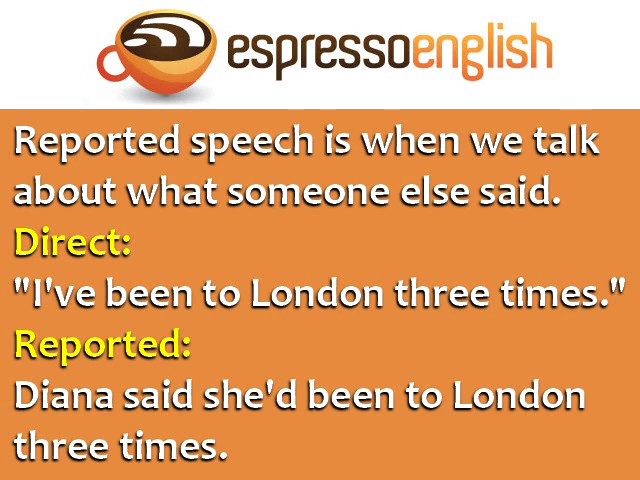 espressoenglish
Reported speech is when we talk
about what someone else said.
Direct:
"I've been to London three times."
Reported:
Diana said she'd been to London
three times.